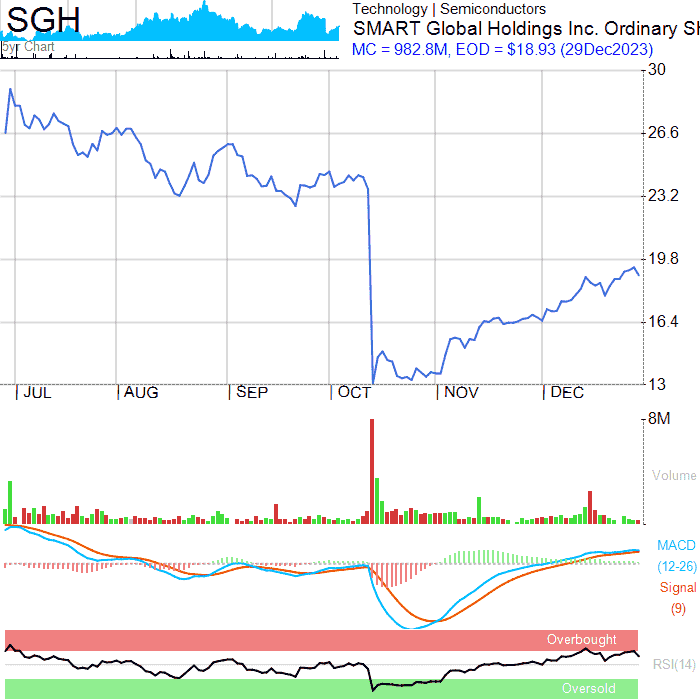 SGH
5yr Chart
Technology | Semiconductors
SMART Global Holdings Inc. Ordinary
MC = 982.8M, EOD = $18.93 (29Dec2023)
30
26.6
23.2
19.8
16.4
13
JUL AUG SEP OCT NOV DEC
8M
Volume
MACD
(12-26)
Signal
(9)
Overbought
RSI(14)
Oversold